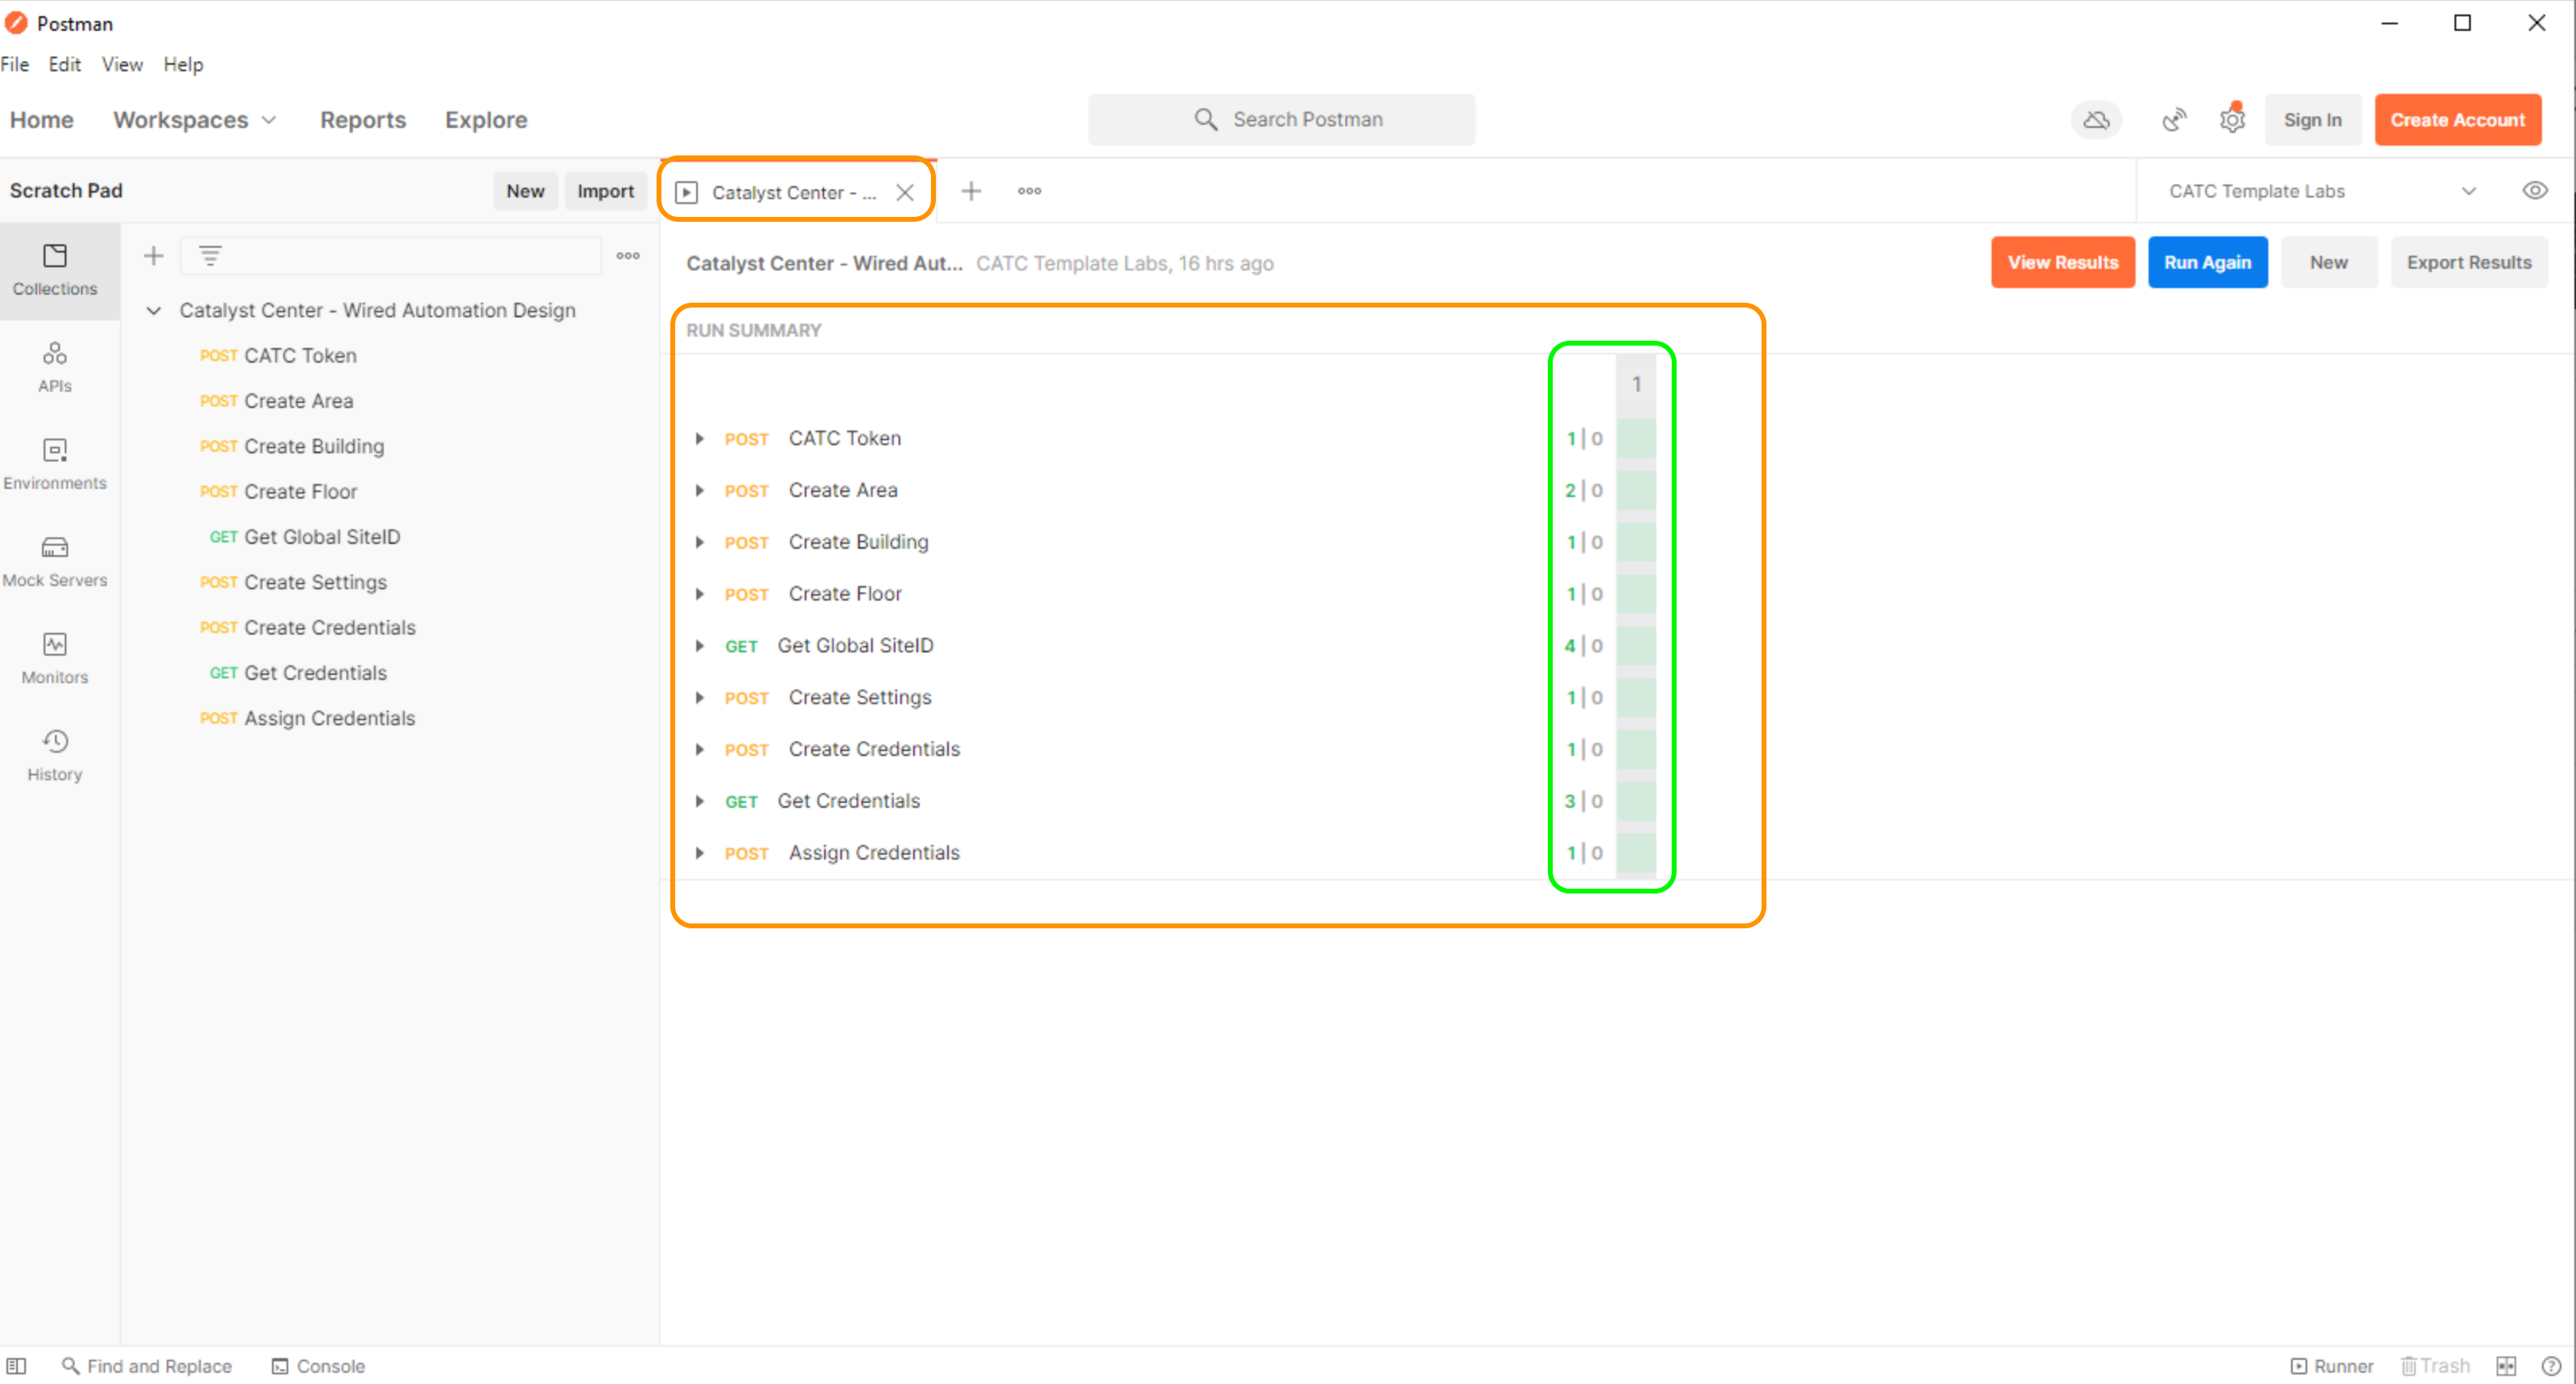 Postman
File Edit View Help
Home Workspaces Reports Explore Search Postman Sign In Create Account
Scratch Pad New Import Catalyst Center - ... CATC Template Labs
Catalyst Center - Wired Aut... CATC Template Labs, 16 hrs ago View Results Run Again New Export Results
Collections
APIs
Environments
Mock Servers
Monitors
History
Catalyst Center - Wired Automation Design
POST CATC Token
POST Create Area
POST Create Building
POST Create Floor
GET Get Global SiteID
POST Create Settings
POST Create Credentials
GET Get Credentials
POST Assign Credentials
RUN SUMMARY
1
POST CATC Token 1 | 0
POST Create Area 2 | 0
POST Create Building 1 | 0
POST Create Floor 1 | 0
GET Get Global SiteID 4 | 0
POST Create Settings 1 | 0
POST Create Credentials 1 | 0
GET Get Credentials 3 | 0
POST Assign Credentials 1 | 0
Find and Replace Console Runner Trash